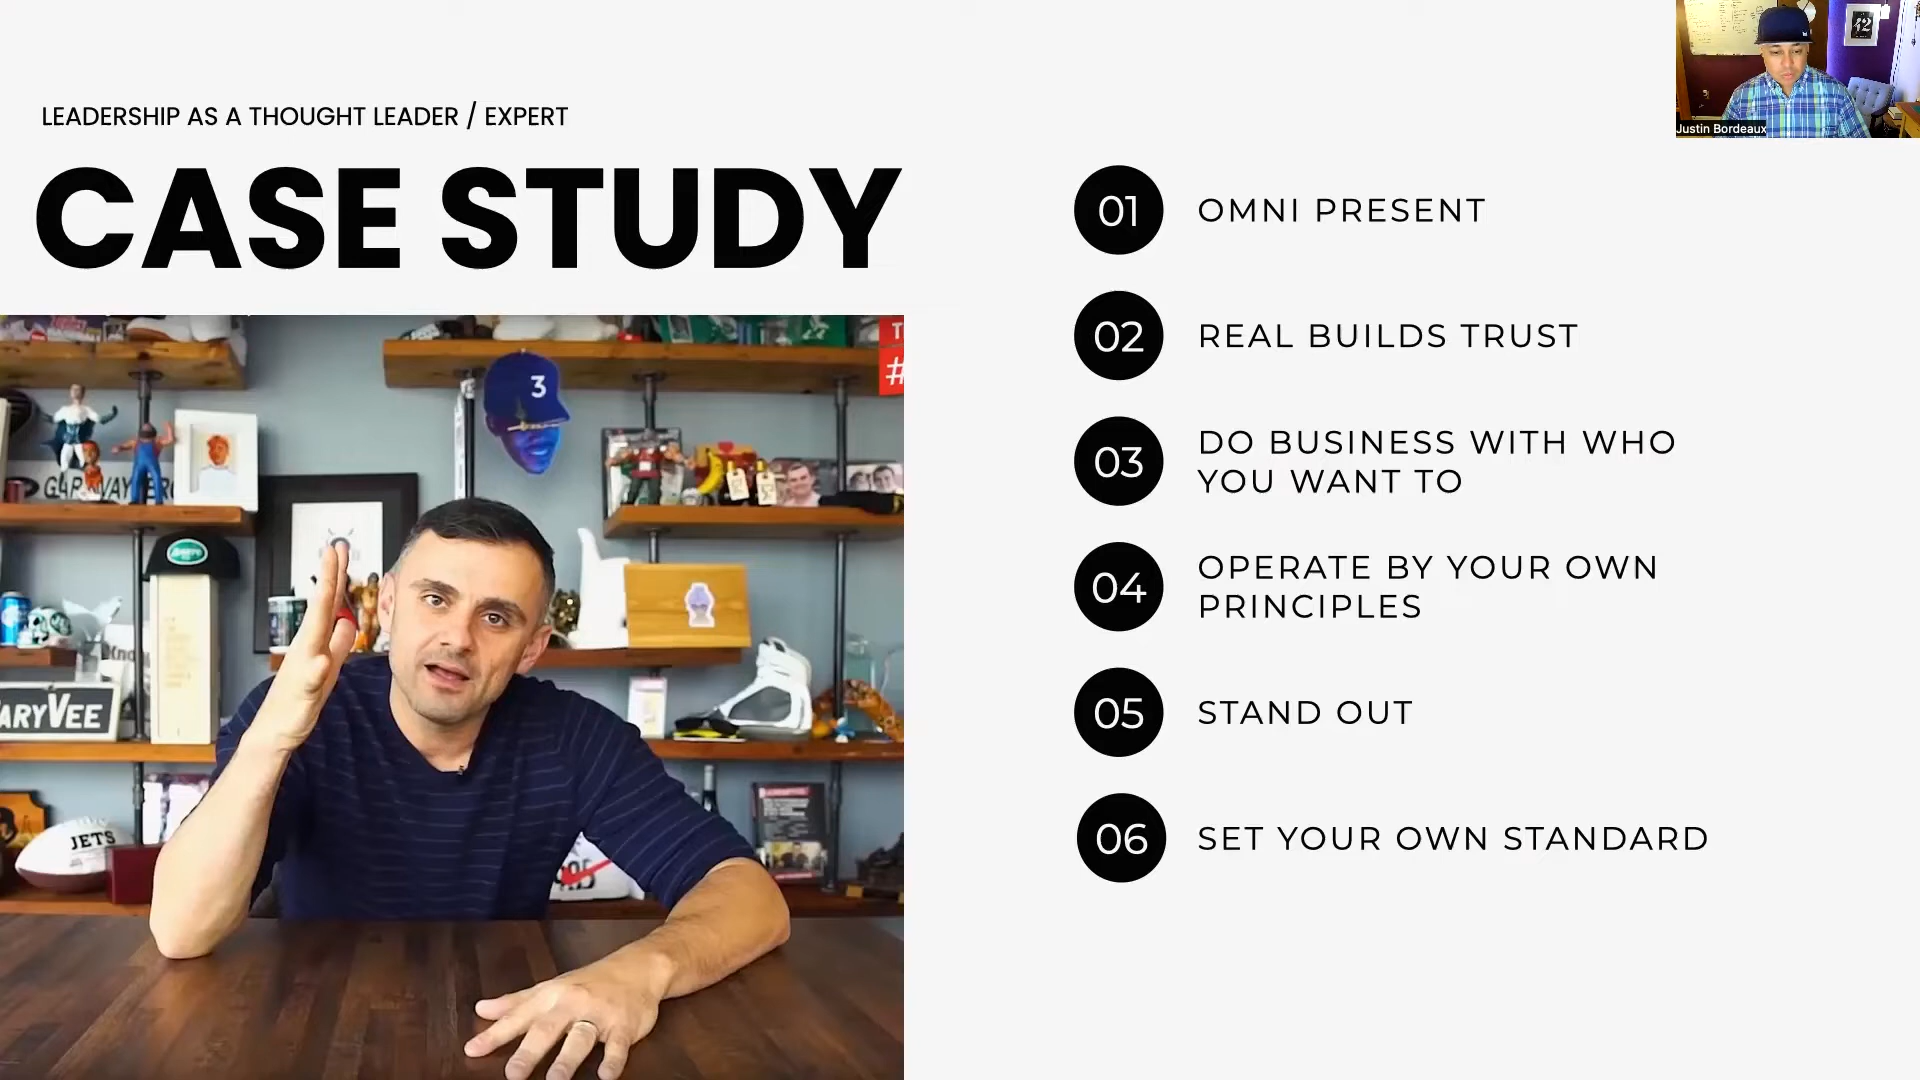 LEADERSHIP AS A THOUGHT LEADER / EXPERT
CASE STUDY
01 OMNI PRESENT
02 REAL BUILDS TRUST
03 DO BUSINESS WITH WHO
YOU WANT TO
04 OPERATE BY YOUR OWN
PRINCIPLES
05 STAND OUT
06 SET YOUR OWN STANDARD
Justin Bordeaux
42
3
#
ARYVEE
JETS